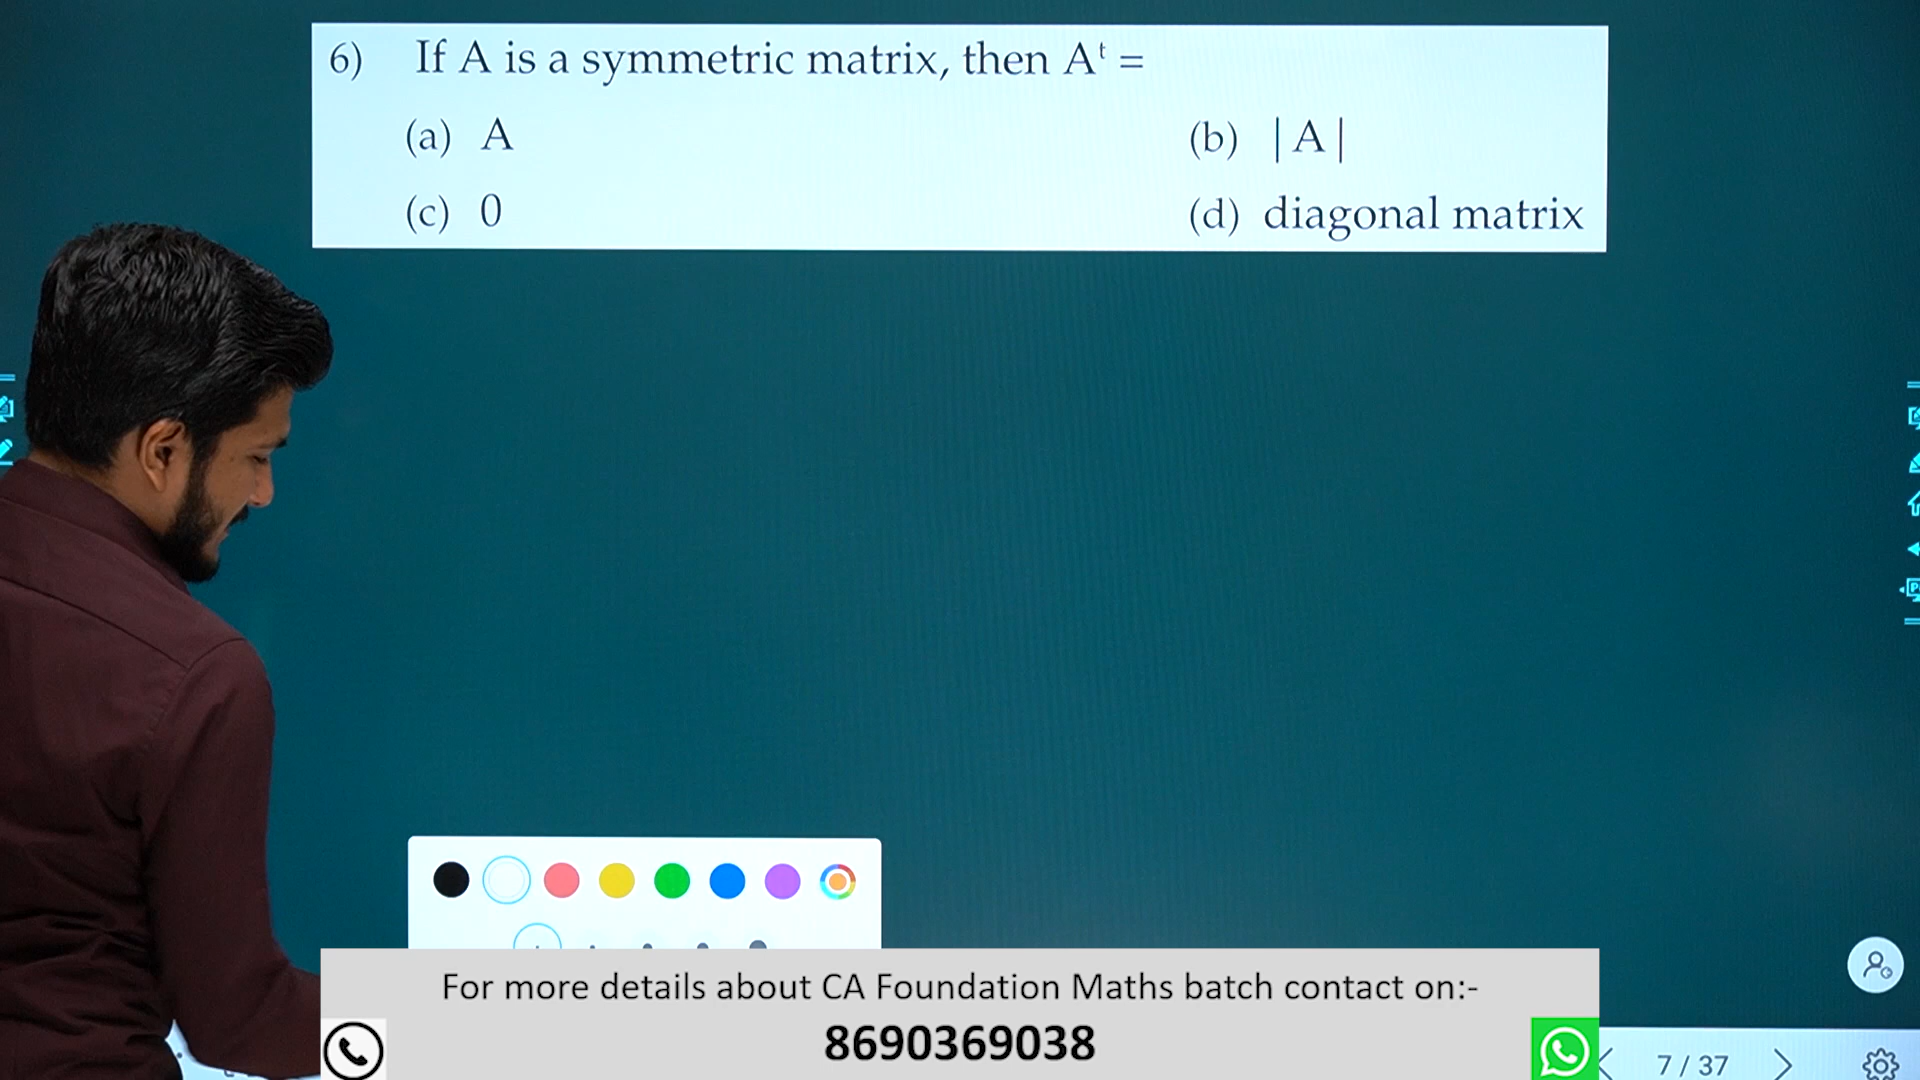 6) If A is a symmetric matrix, then Aᵗ =
(a) A (b) |A|
(c) 0 (d) diagonal matrix
For more details about CA Foundation Maths batch contact on:-
8690369038
7 / 37